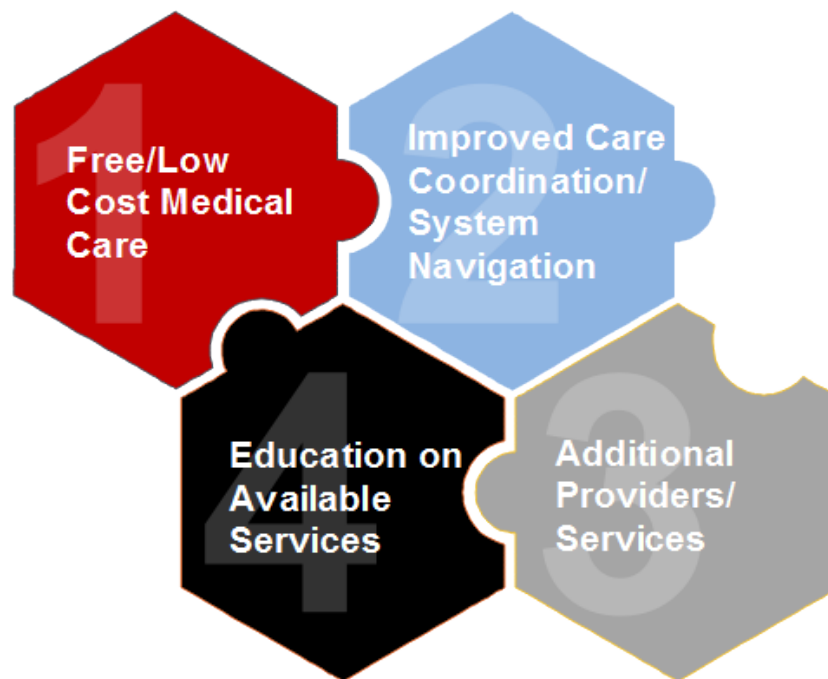 1
Free/Low
Cost Medical
Care
2
Improved Care
Coordination/
System
Navigation
4
Education on
Available
Services
3
Additional
Providers/
Services